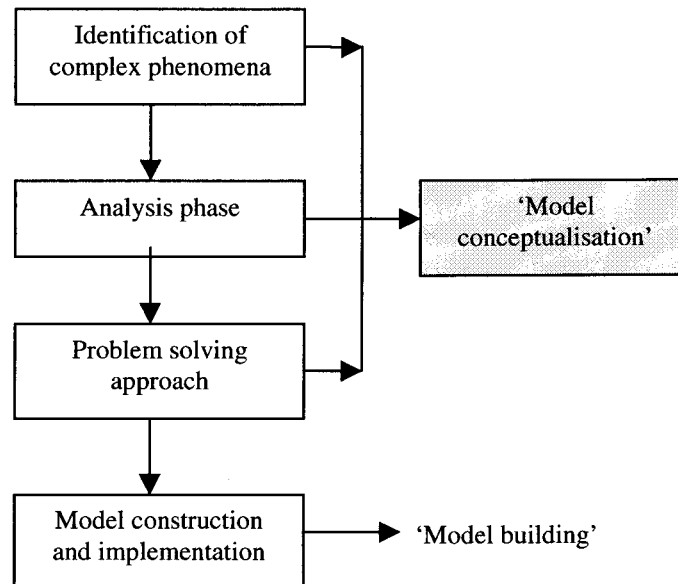 Identification of
complex phenomena
Analysis phase
‘Model
conceptualisation’
Problem solving
approach
Model construction
and implementation
‘Model building’